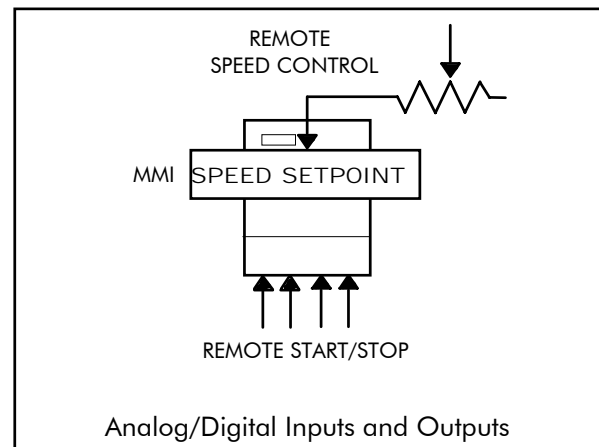 REMOTE
SPEED CONTROL
MMI
SPEED SETPOINT
REMOTE START/STOP
Analog/Digital Inputs and Outputs